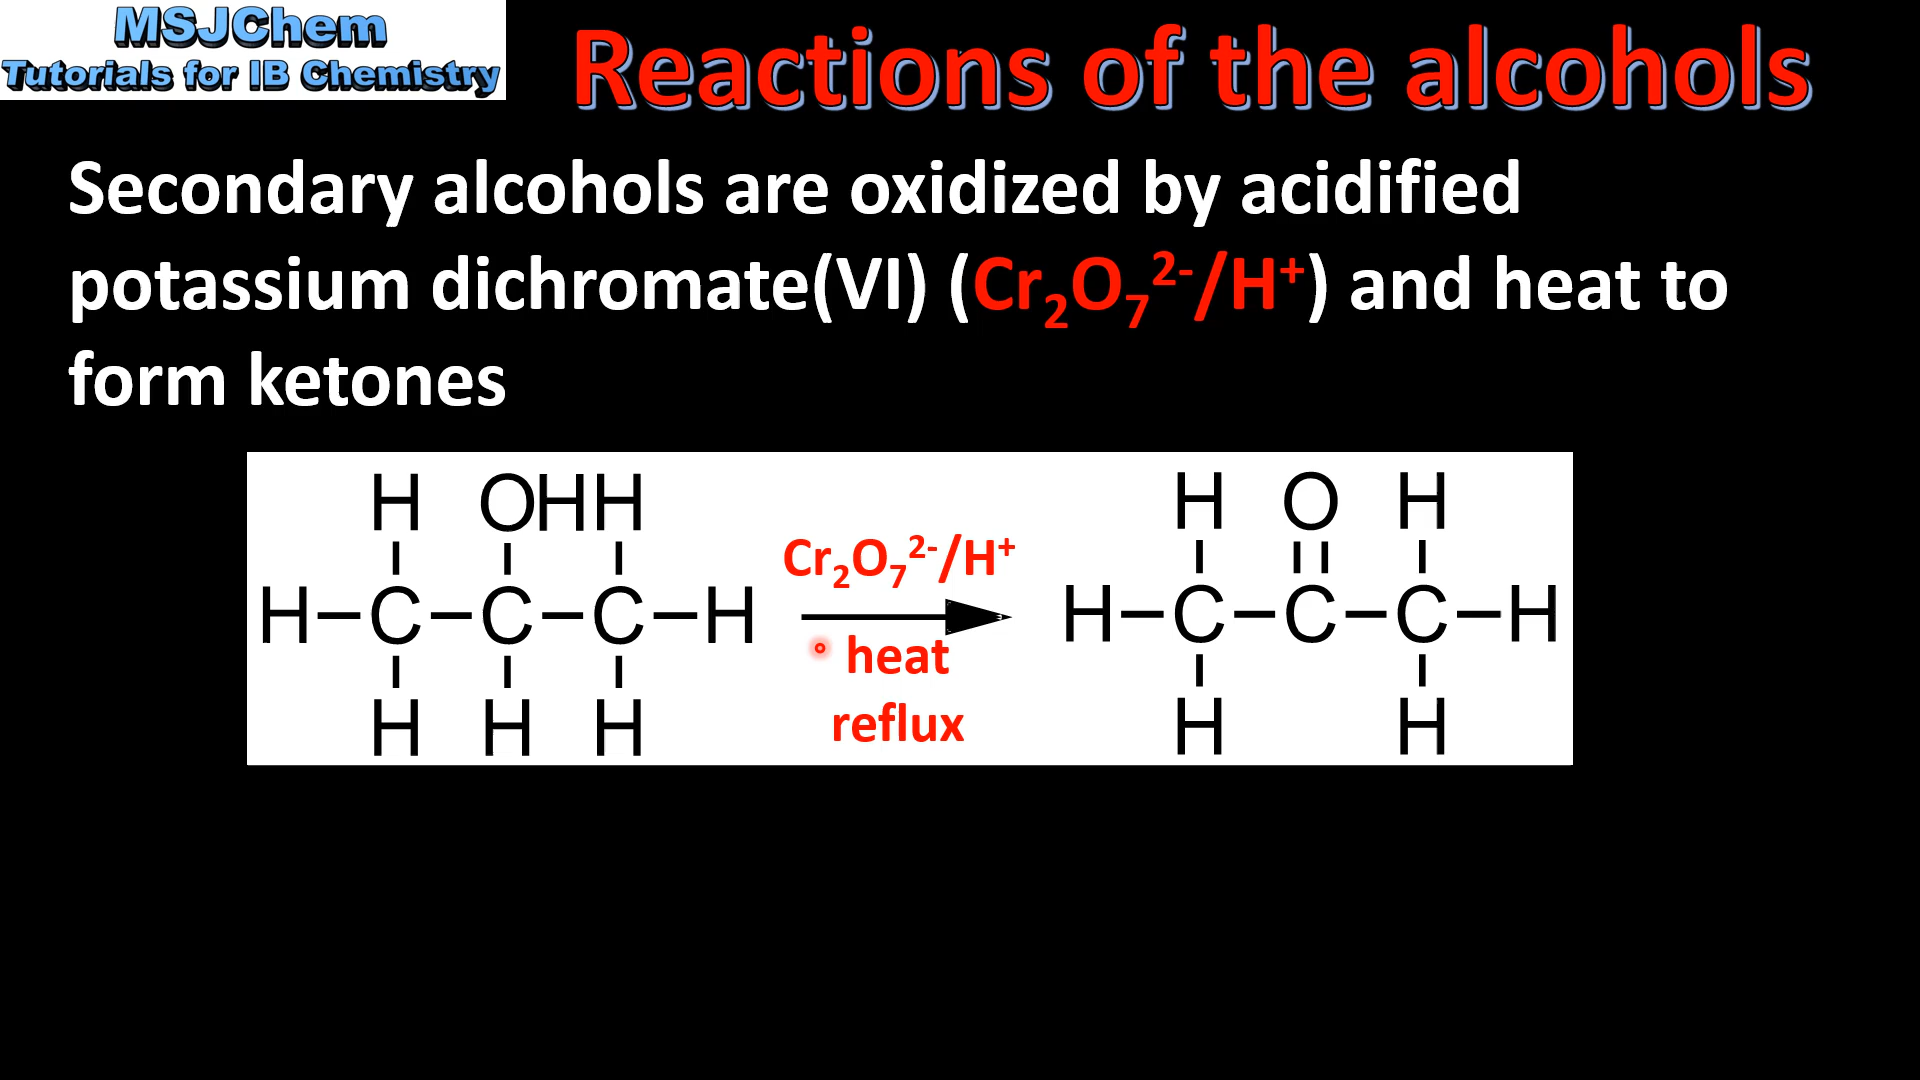 MSJChem
Tutorials for IB Chemistry
Reactions of the alcohols
Secondary alcohols are oxidized by acidified
potassium dichromate(VI) (Cr₂O₇²⁻/H⁺) and heat to
form ketones
H OHH
H–C–C–C–H
H H H
Cr₂O₇²⁻/H⁺
heat
reflux
H O H
H–C–C–C–H
H H